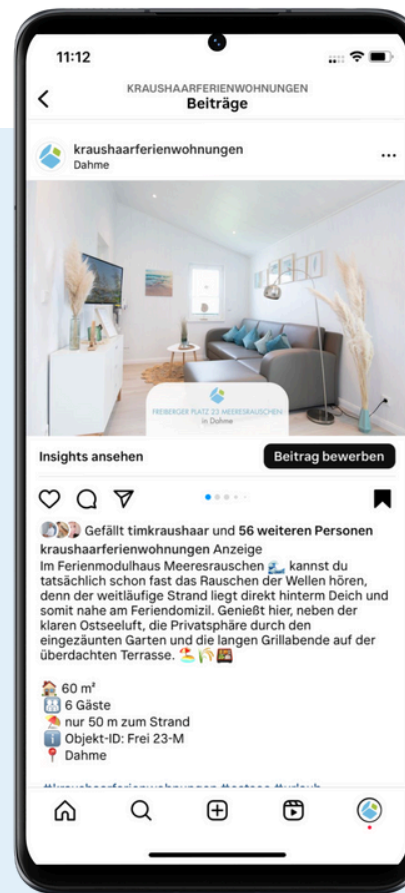 11:12
KRAUSHAARFERIENWOHNUNGEN
Beiträge
kraushaarferienwohnungen
Dahme
FREIBERGER PLATZ 23 MEERESRAUSCHEN
in Dahme
Insights ansehen
Beitrag bewerben
Gefällt timkraushaar und 56 weiteren Personen
kraushaarferienwohnungen Anzeige
Im Ferienmodulhaus Meeresrauschen 🌊 kannst du
tatsächlich schon fast das Rauschen der Wellen hören,
denn der weitläufige Strand liegt direkt hinterm Deich und
somit nahe am Feriendomizil. Genießt hier, neben der
klaren Ostseeluft, die Privatsphäre durch den
eingezäunten Garten und die langen Grillabende auf der
überdachten Terrasse. 🏖️🌾🌇
🏠 60 m²
🚻 6 Gäste
⛱️ nur 50 m zum Strand
ℹ️ Objekt-ID: Frei 23-M
📍 Dahme
#kraushaarferienwohnungen #ostsee #urlaub